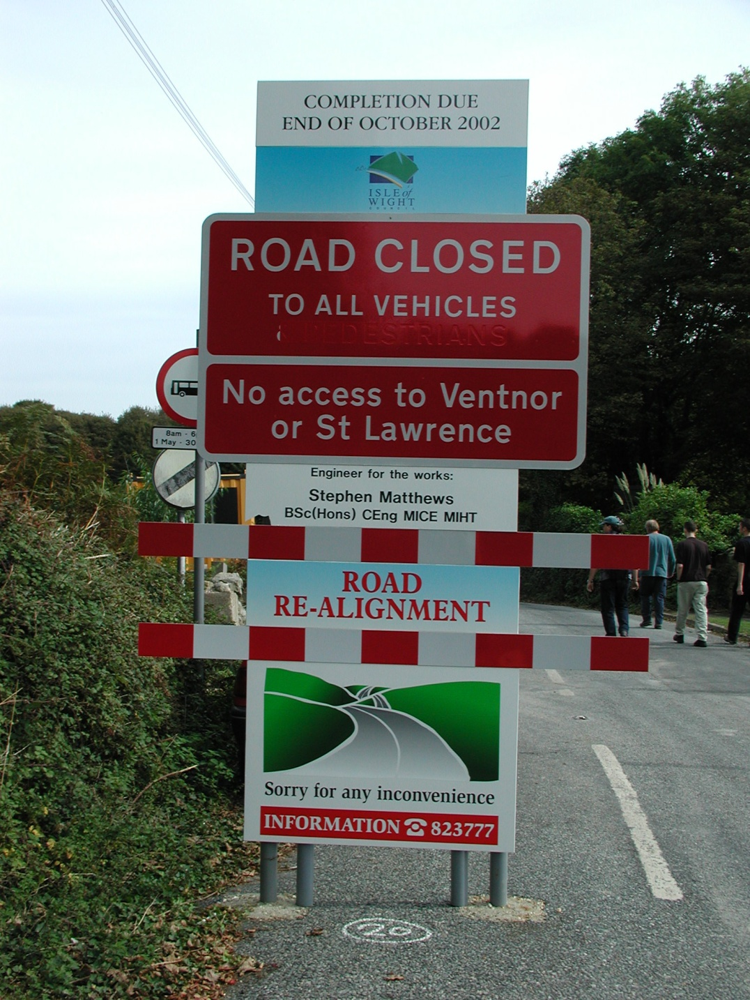 COMPLETION DUE
END OF OCTOBER 2002
ISLE of
WIGHT
COUNCIL
ROAD CLOSED
TO ALL VEHICLES
& PEDESTRIANS
No access to Ventnor
or St Lawrence
8am - 6
1 May - 30
Engineer for the works:
Stephen Matthews
BSc(Hons) CEng MICE MIHT
ROAD
RE-ALIGNMENT
Sorry for any inconvenience
INFORMATION 823777
20